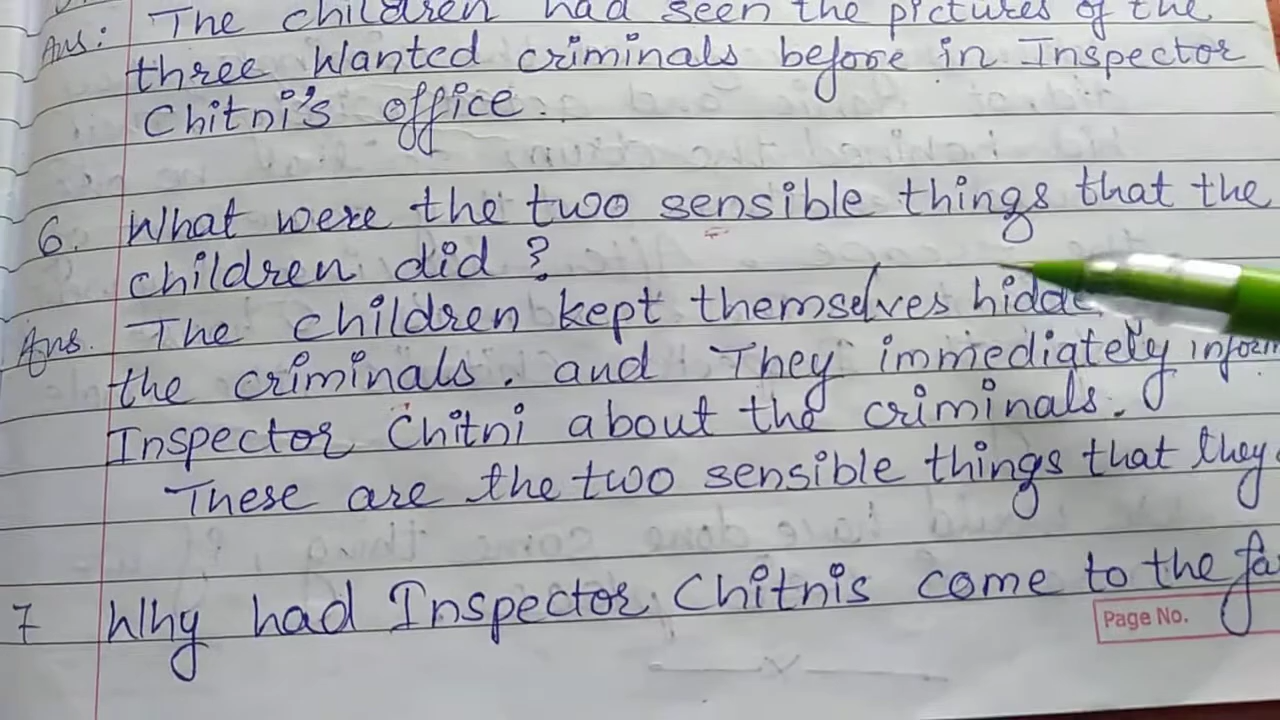 Ans: The children had seen the pictures of the
three Wanted criminals before in Inspector
Chitni's office.
6. What were the two sensible things that the
children did ?
Ans. The children kept themselves
the criminals. and They immediately
Inspector Chitni about the criminals.
These are the two sensible things that they
7 Why had Inspector Chitnis come to the
Page No.